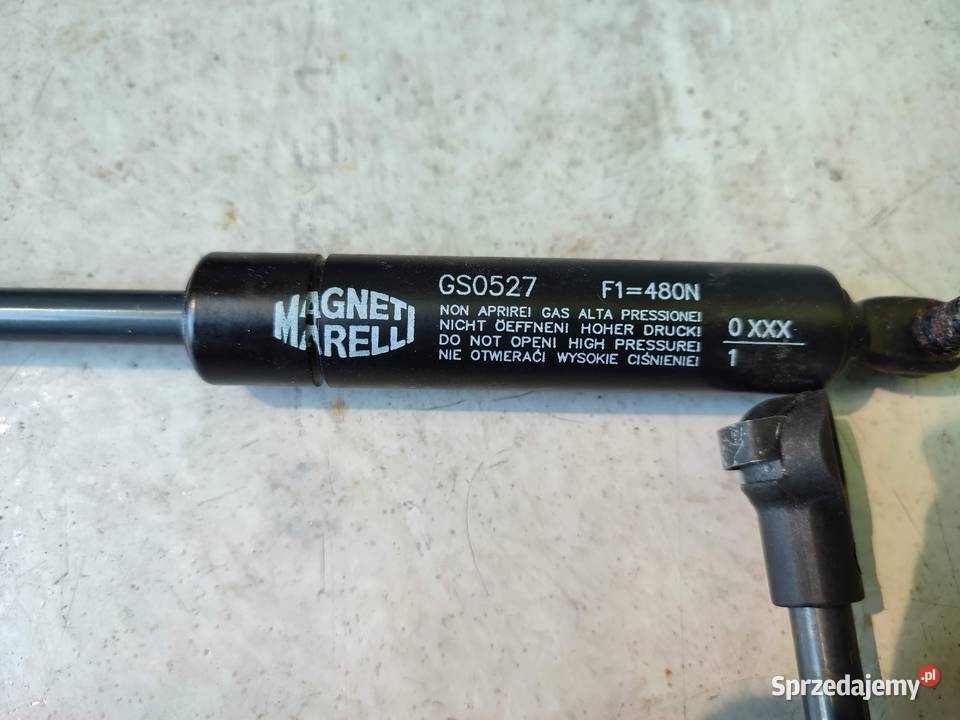 MAGNETI
MARELLI
GS0527 F1=480N
NON APRIRE! GAS ALTA PRESSIONE!
NICHT ÖEFFNEN! HOHER DRUCK!
DO NOT OPEN! HIGH PRESSURE!
NIE OTWIERAĆ! WYSOKIE CIŚNIENIE!
0 XXX
1
Sprzedajemy.pl